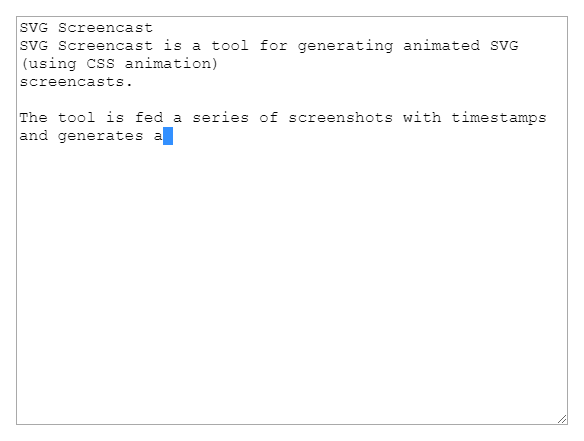 SVG Screencast
SVG Screencast is a tool for generating animated SVG
(using CSS animation)
screencasts.

The tool is fed a series of screenshots with timestamps
and generates a